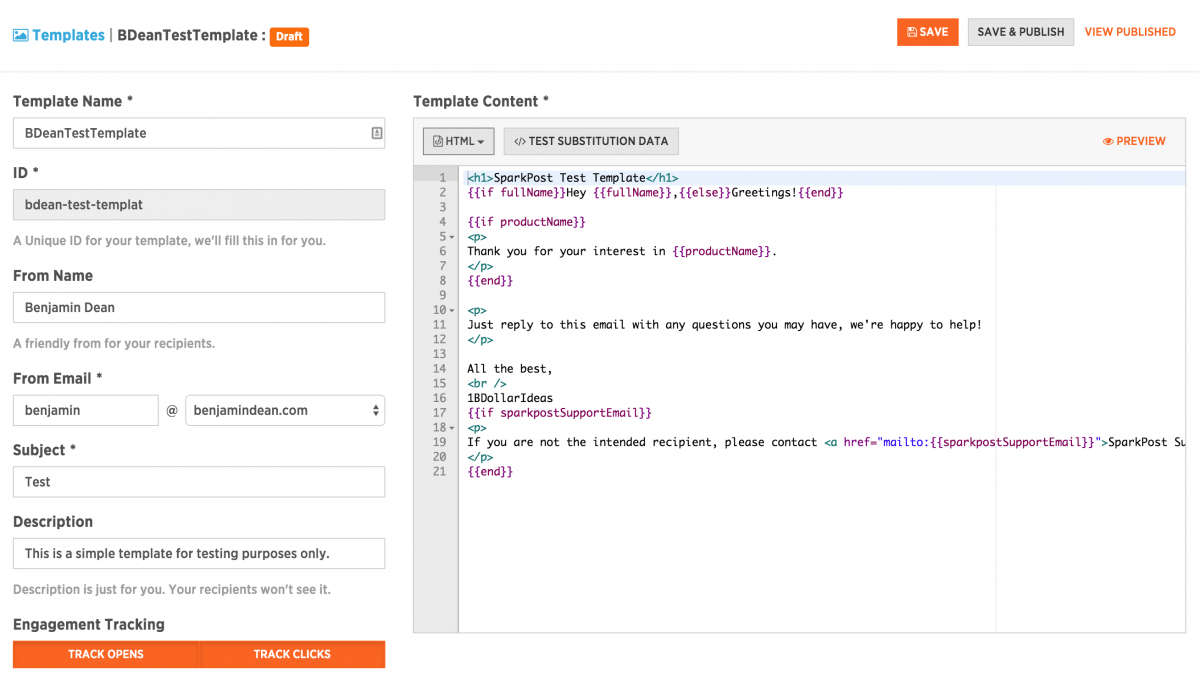 Templates | BDeanTestTemplate : Draft
SAVE
SAVE & PUBLISH
VIEW PUBLISHED
Template Name *
BDeanTestTemplate
ID *
bdean-test-templat
A Unique ID for your template, we'll fill this in for you.
From Name
Benjamin Dean
A friendly from for your recipients.
From Email *
benjamin @ benjamindean.com
Subject *
Test
Description
This is a simple template for testing purposes only.
Description is just for you. Your recipients won't see it.
Engagement Tracking
TRACK OPENS
TRACK CLICKS
Template Content *
HTML
</> TEST SUBSTITUTION DATA
PREVIEW
1 <h1>SparkPost Test Template</h1>
2 {{if fullName}}Hey {{fullName}},{{else}}Greetings!{{end}}
3
4 {{if productName}}
5 <p>
6 Thank you for your interest in {{productName}}.
7 </p>
8 {{end}}
9
10 <p>
11 Just reply to this email with any questions you may have, we're happy to help!
12 </p>
13
14 All the best,
15 <br />
16 1BDollarIdeas
17 {{if sparkpostSupportEmail}}
18 <p>
19 If you are not the intended recipient, please contact <a href="mailto:{{sparkpostSupportEmail}}">SparkPost Su
20 </p>
21 {{end}}